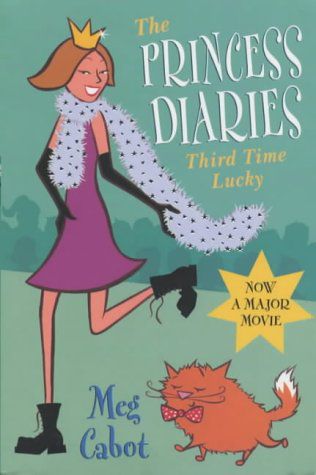 The
PRINCESS
DIARIES
Third Time
Lucky
NOW
A MAJOR
MOVIE
Meg
Cabot